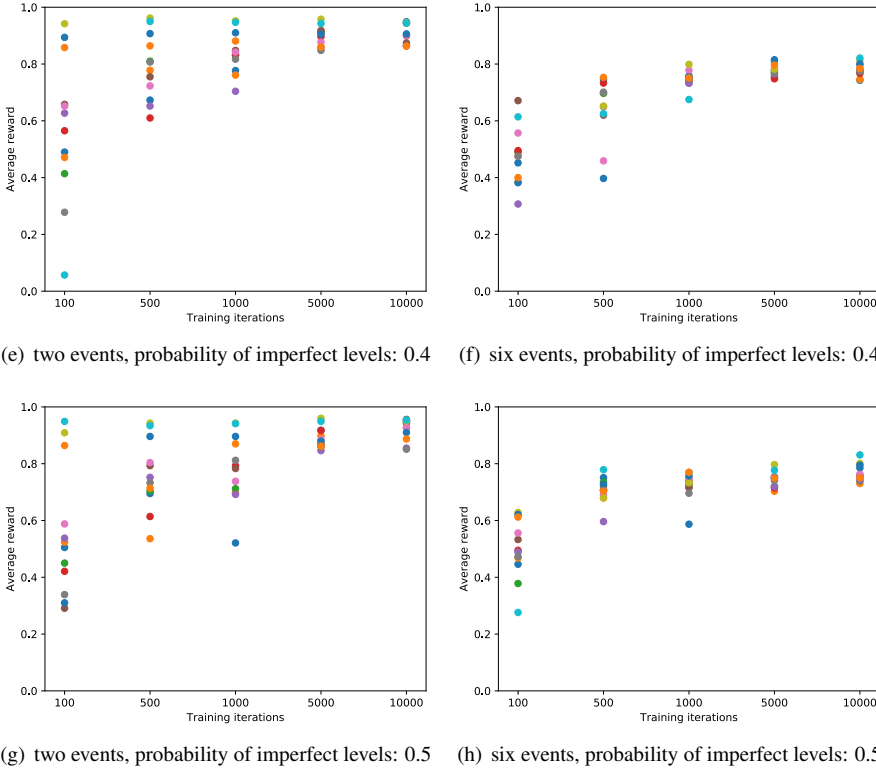 1.0
0.8
0.6
0.4
0.2
0.0
Average reward
100 500 1000 5000 10000
Training iterations
1.0
0.8
0.6
0.4
0.2
0.0
Average reward
100 500 1000 5000 10000
Training iterations
(e) two events, probability of imperfect levels: 0.4 (f) six events, probability of imperfect levels: 0.4
1.0
0.8
0.6
0.4
0.2
0.0
Average reward
100 500 1000 5000 10000
Training iterations
1.0
0.8
0.6
0.4
0.2
0.0
Average reward
100 500 1000 5000 10000
Training iterations
(g) two events, probability of imperfect levels: 0.5 (h) six events, probability of imperfect levels: 0.5